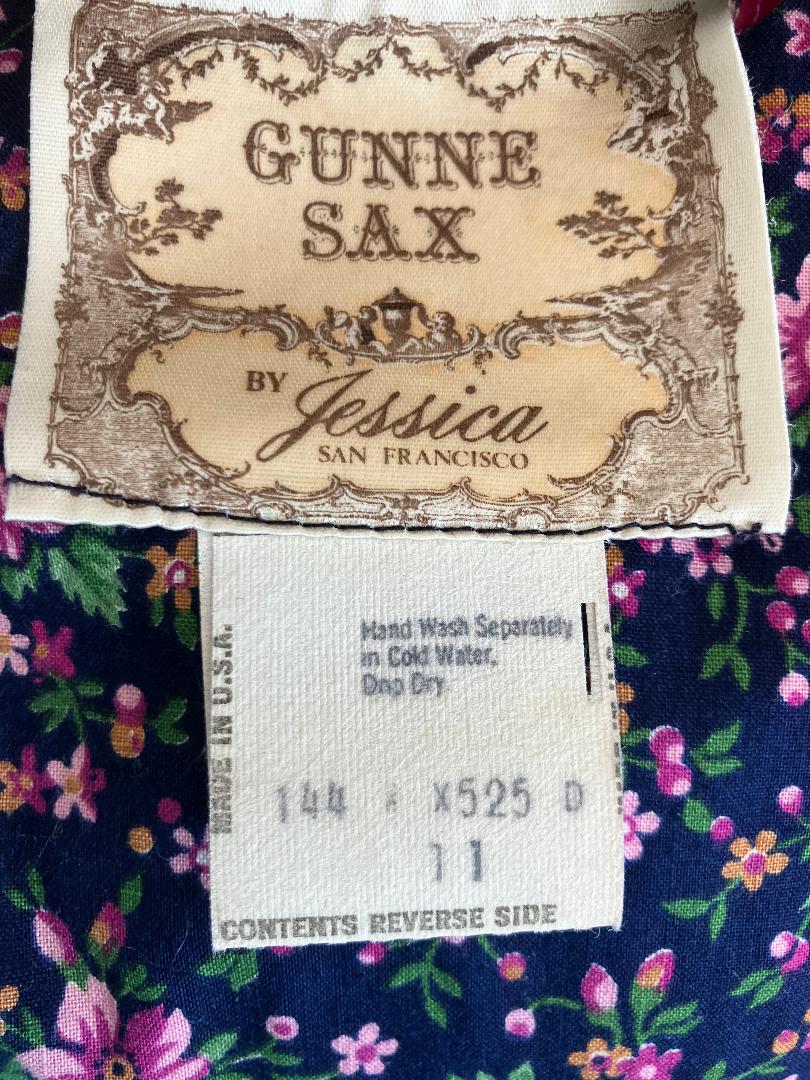 GUNNE
SAX
BY Jessica
SAN FRANCISCO
MADE IN U.S.A.
Hand Wash Separately
in Cold Water.
Drip Dry
144 X525 D
11
CONTENTS REVERSE SIDE